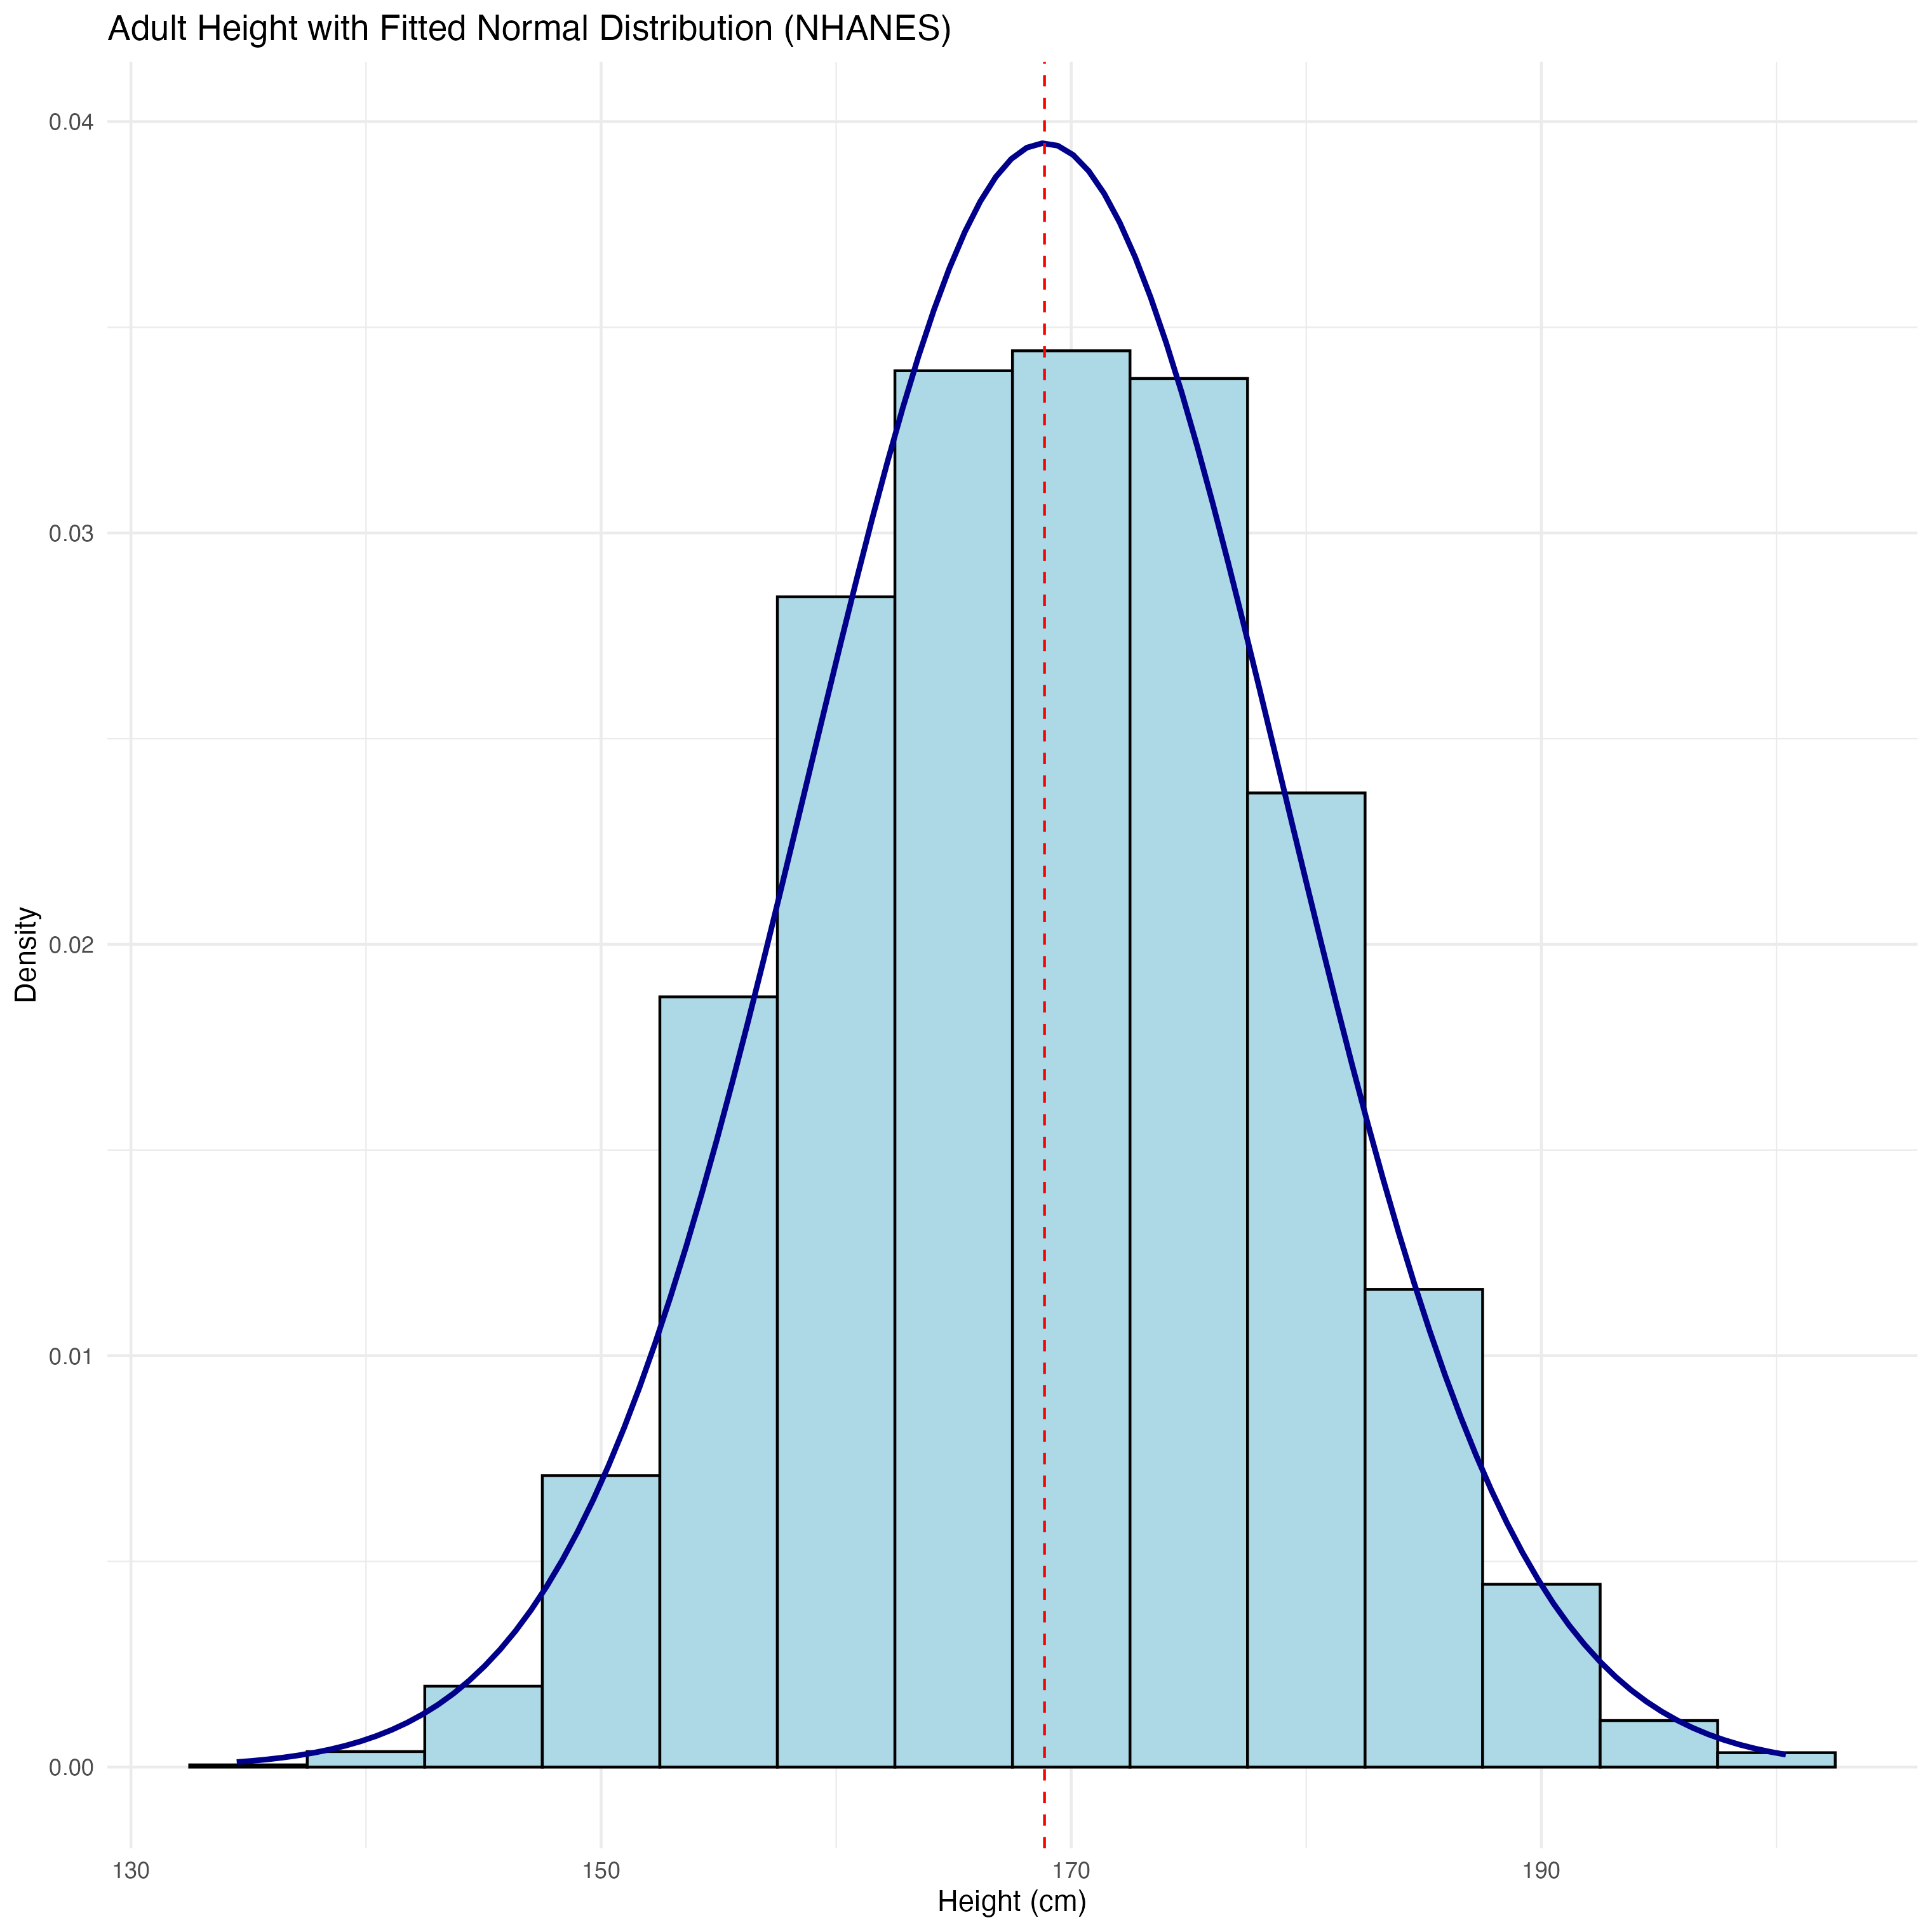 Adult Height with Fitted Normal Distribution (NHANES)
0.04
0.03
0.02
0.01
0.00
Density
130 150 170 190
Height (cm)